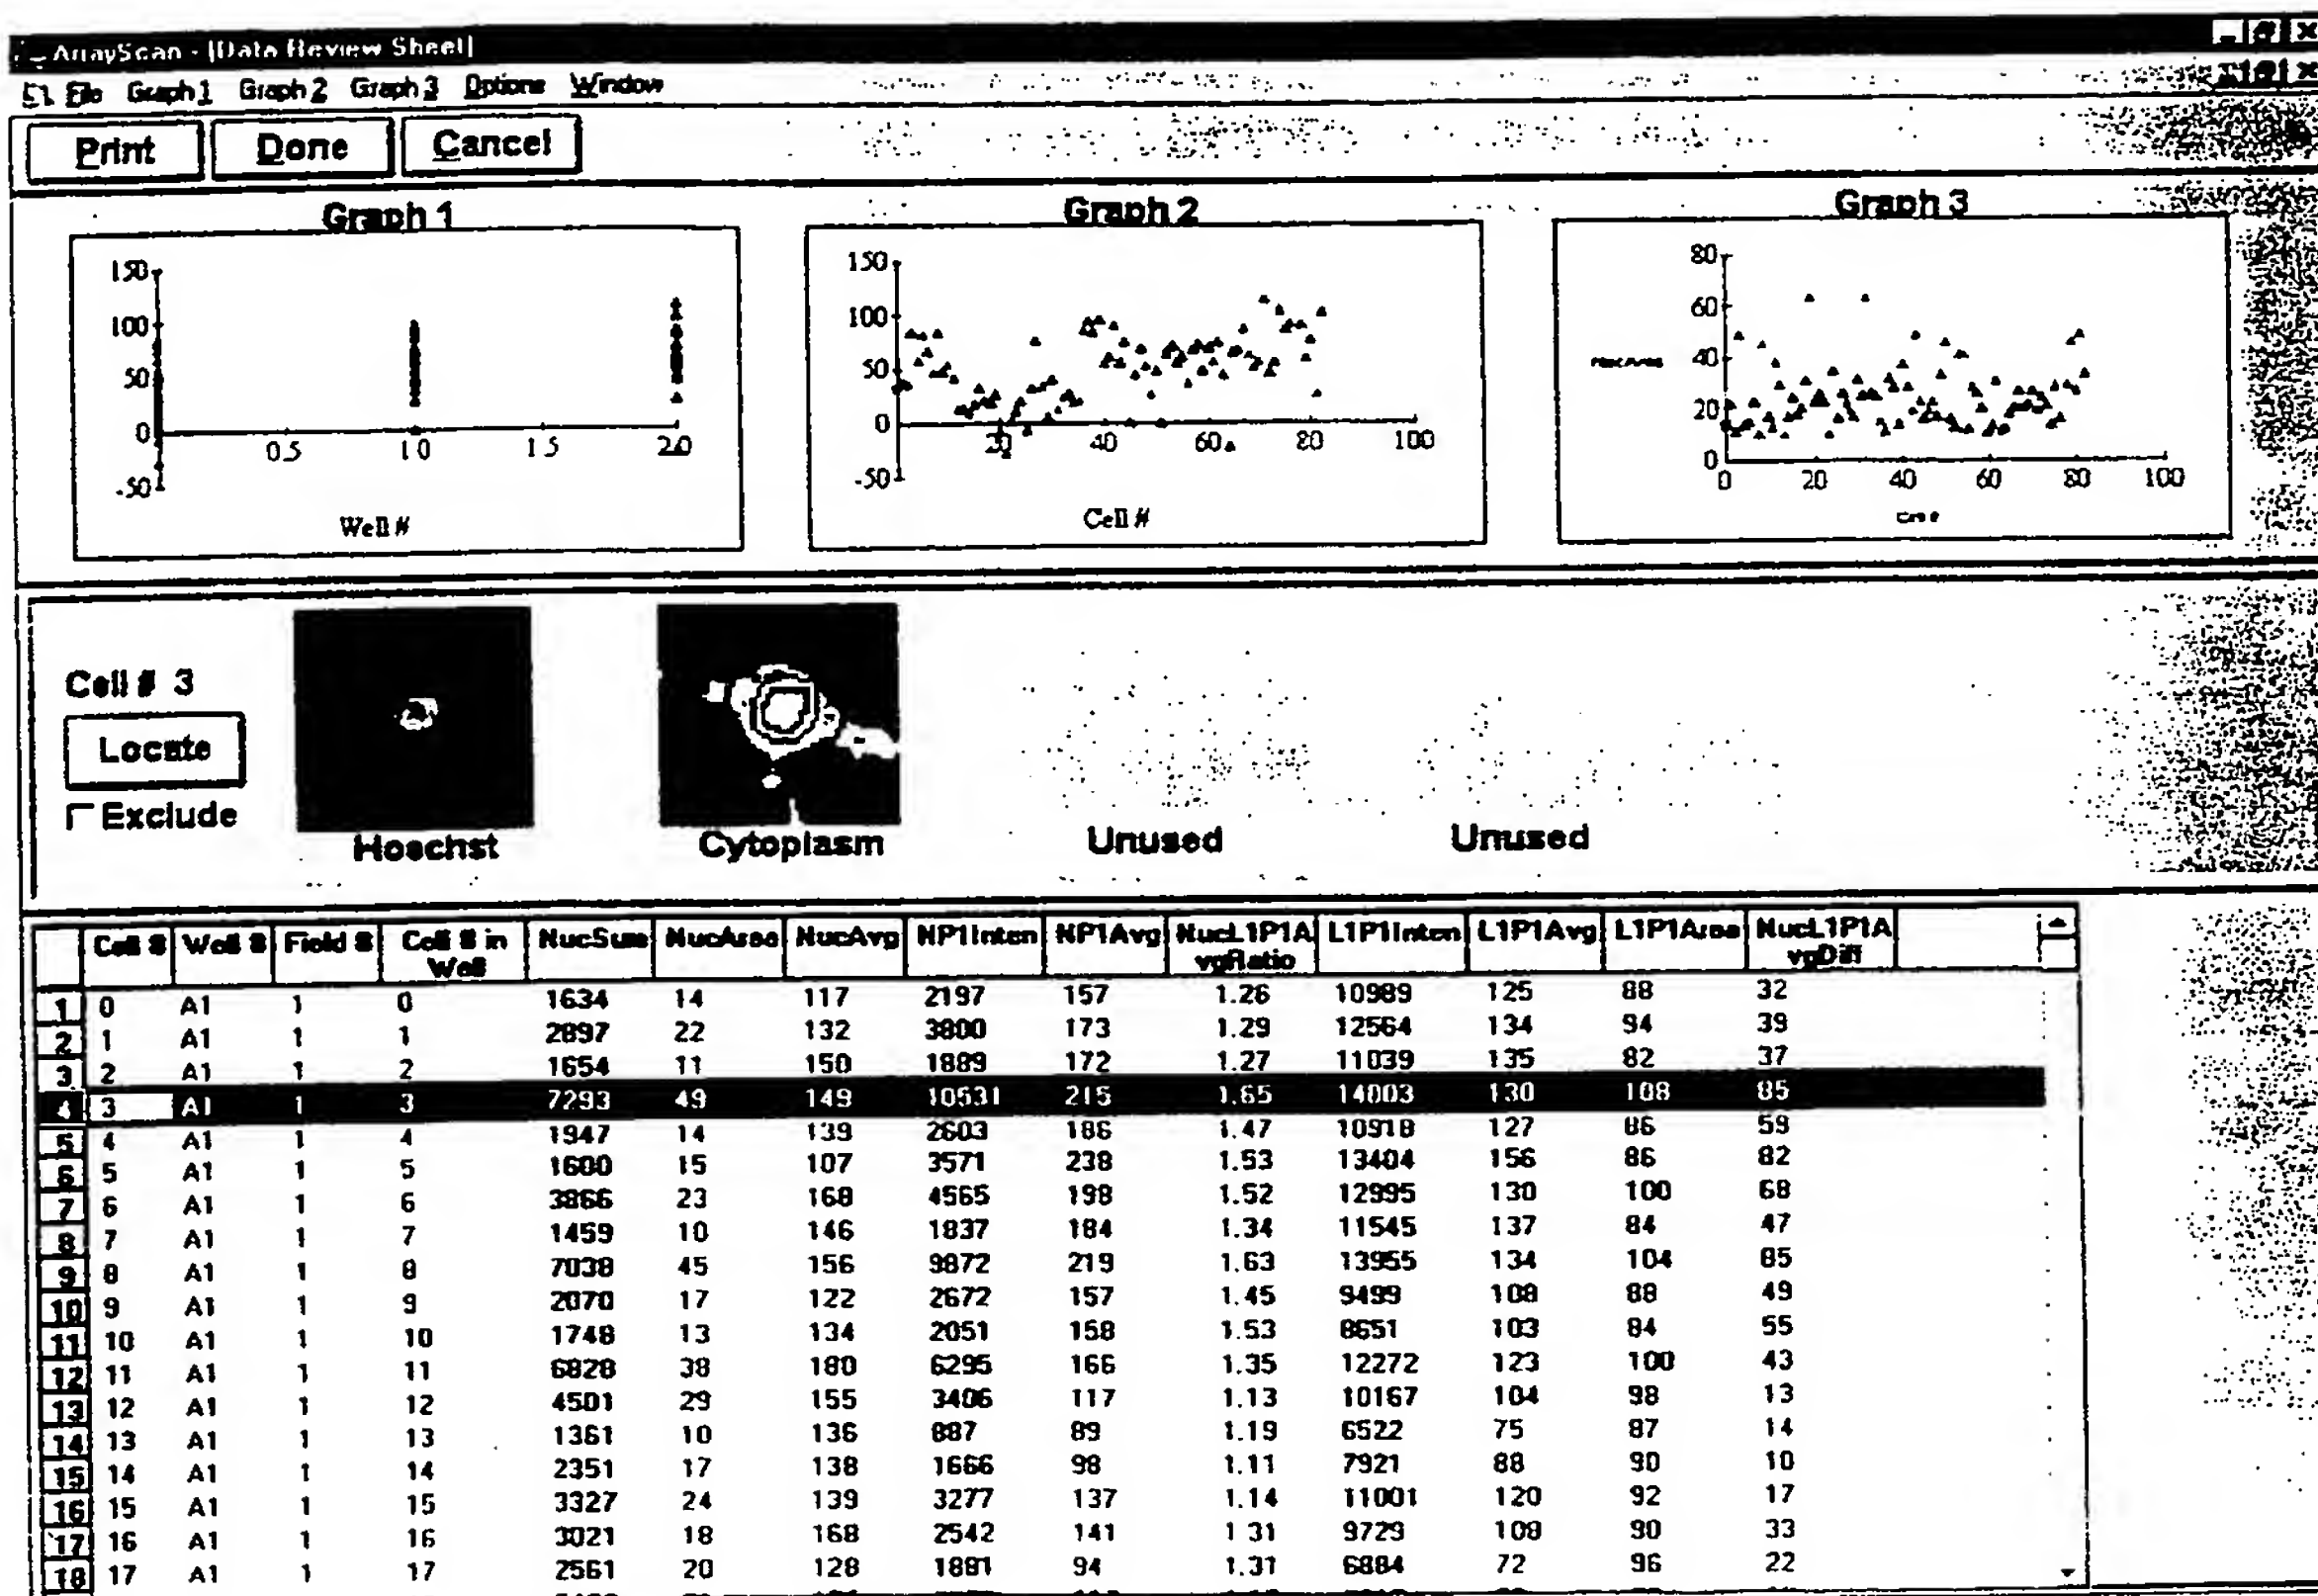 ArrayScan - [Data Review Sheet]
File Graph 1 Graph 2 Graph 3 Options Window
Print Done Cancel
Graph 1 Graph 2 Graph 3
150 100 50 0 -50
0.5 1.0 1.5 2.0
Well #
150 100 50 0 -50
20 40 60 80 100
Cell #
80 60 40 20 0
NucArea
0 20 40 60 80 100
Cell #
Cell # 3
Locate
Exclude
Hoechst Cytoplasm Unused Unused
Cell # Well # Field # Cell # in Well NucSum NucArea NucAvg NP1Inten NP1Avg NucL1P1AvgRatio L1P1Inten L1P1Avg L1P1Area NucL1P1AvgDiff
1 0 A1 1 0 1634 14 117 2197 157 1.26 10989 125 88 32
2 1 A1 1 1 2897 22 132 3800 173 1.29 12564 134 94 39
3 2 A1 1 2 1654 11 150 1889 172 1.27 11039 135 82 37
4 3 A1 1 3 7293 49 149 10531 215 1.65 14003 130 108 85
5 4 A1 1 4 1947 14 139 2603 186 1.47 10918 127 86 59
6 5 A1 1 5 1600 15 107 3571 238 1.53 13404 156 86 82
7 6 A1 1 6 3866 23 168 4565 198 1.52 12995 130 100 68
8 7 A1 1 7 1459 10 146 1837 184 1.34 11545 137 84 47
9 8 A1 1 8 7038 45 156 9872 219 1.63 13955 134 104 85
10 9 A1 1 9 2070 17 122 2672 157 1.45 9499 108 88 49
11 10 A1 1 10 1748 13 134 2051 158 1.53 8651 103 84 55
12 11 A1 1 11 6828 38 180 6295 166 1.35 12272 123 100 43
13 12 A1 1 12 4501 29 155 3406 117 1.13 10167 104 98 13
14 13 A1 1 13 1361 10 136 887 89 1.19 6522 75 87 14
15 14 A1 1 14 2351 17 138 1666 98 1.11 7921 88 90 10
16 15 A1 1 15 3327 24 139 3277 137 1.14 11001 120 92 17
17 16 A1 1 16 3021 18 168 2542 141 1 31 9729 108 90 33
18 17 A1 1 17 2561 20 128 1881 94 1.31 6884 72 96 22